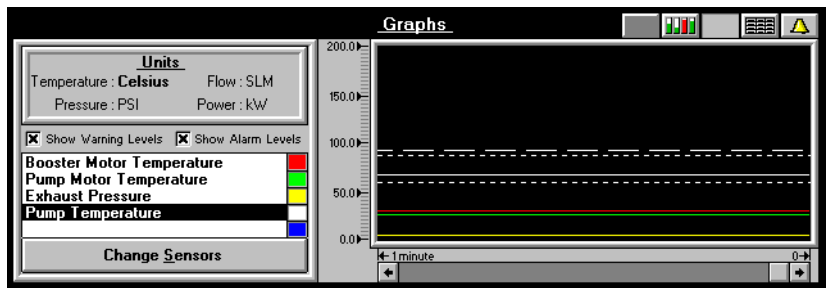 Graphs
Units
Temperature : Celsius Flow : SLM
Pressure : PSI Power : kW
Show Warning Levels Show Alarm Levels
Booster Motor Temperature
Pump Motor Temperature
Exhaust Pressure
Pump Temperature
Change Sensors
200.0
150.0
100.0
50.0
0.0
1 minute 0